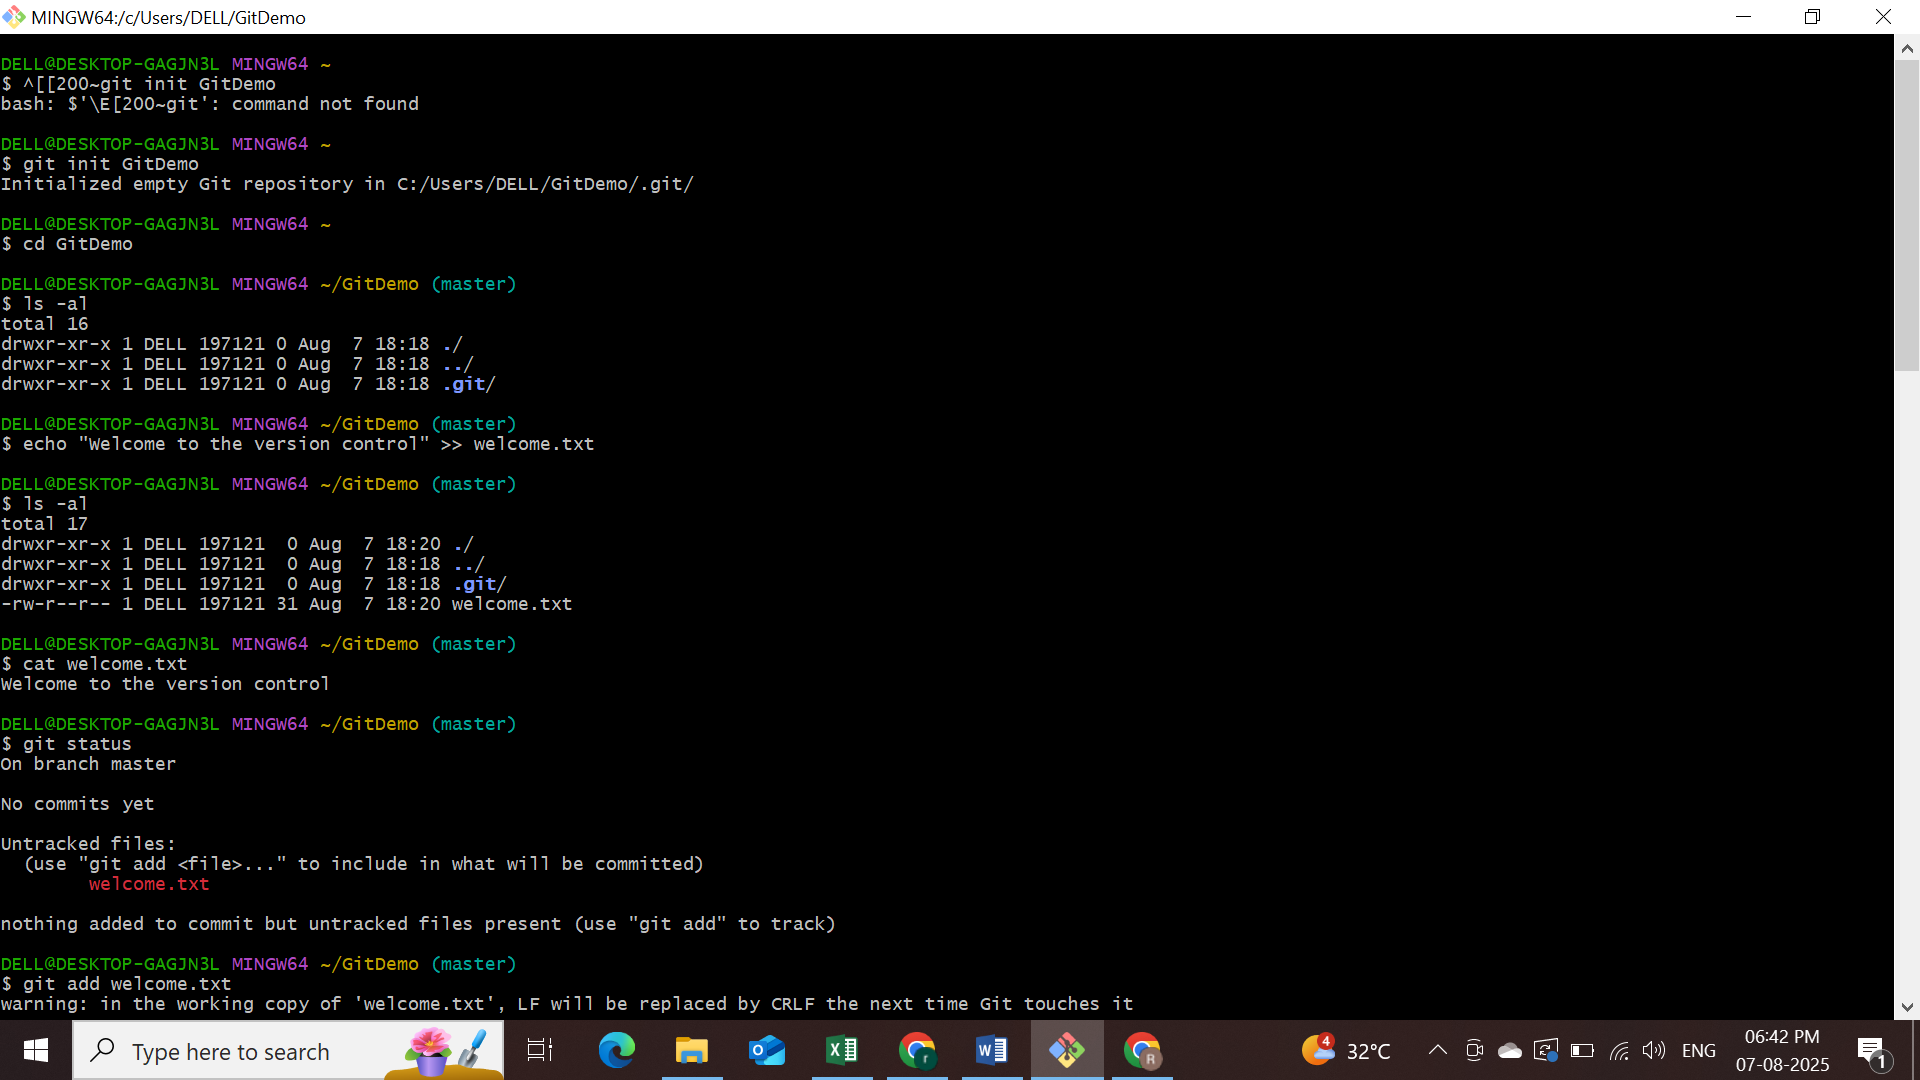 MINGW64:/c/Users/DELL/GitDemo
DELL@DESKTOP-GAGJN3L MINGW64 ~
$ ^[[200~git init GitDemo
bash: $'\E[200~git': command not found
DELL@DESKTOP-GAGJN3L MINGW64 ~
$ git init GitDemo
Initialized empty Git repository in C:/Users/DELL/GitDemo/.git/
DELL@DESKTOP-GAGJN3L MINGW64 ~
$ cd GitDemo
DELL@DESKTOP-GAGJN3L MINGW64 ~/GitDemo (master)
$ ls -al
total 16
drwxr-xr-x 1 DELL 197121 0 Aug  7 18:18 ./
drwxr-xr-x 1 DELL 197121 0 Aug  7 18:18 ../
drwxr-xr-x 1 DELL 197121 0 Aug  7 18:18 .git/
DELL@DESKTOP-GAGJN3L MINGW64 ~/GitDemo (master)
$ echo "Welcome to the version control" >> welcome.txt
DELL@DESKTOP-GAGJN3L MINGW64 ~/GitDemo (master)
$ ls -al
total 17
drwxr-xr-x 1 DELL 197121  0 Aug  7 18:20 ./
drwxr-xr-x 1 DELL 197121  0 Aug  7 18:18 ../
drwxr-xr-x 1 DELL 197121  0 Aug  7 18:18 .git/
-rw-r--r-- 1 DELL 197121 31 Aug  7 18:20 welcome.txt
DELL@DESKTOP-GAGJN3L MINGW64 ~/GitDemo (master)
$ cat welcome.txt
Welcome to the version control
DELL@DESKTOP-GAGJN3L MINGW64 ~/GitDemo (master)
$ git status
On branch master
No commits yet
Untracked files:
  (use "git add <file>..." to include in what will be committed)
        welcome.txt
nothing added to commit but untracked files present (use "git add" to track)
DELL@DESKTOP-GAGJN3L MINGW64 ~/GitDemo (master)
$ git add welcome.txt
warning: in the working copy of 'welcome.txt', LF will be replaced by CRLF the next time Git touches it
Type here to search
r
R
4
32°C
ENG
06:42 PM
07-08-2025
1